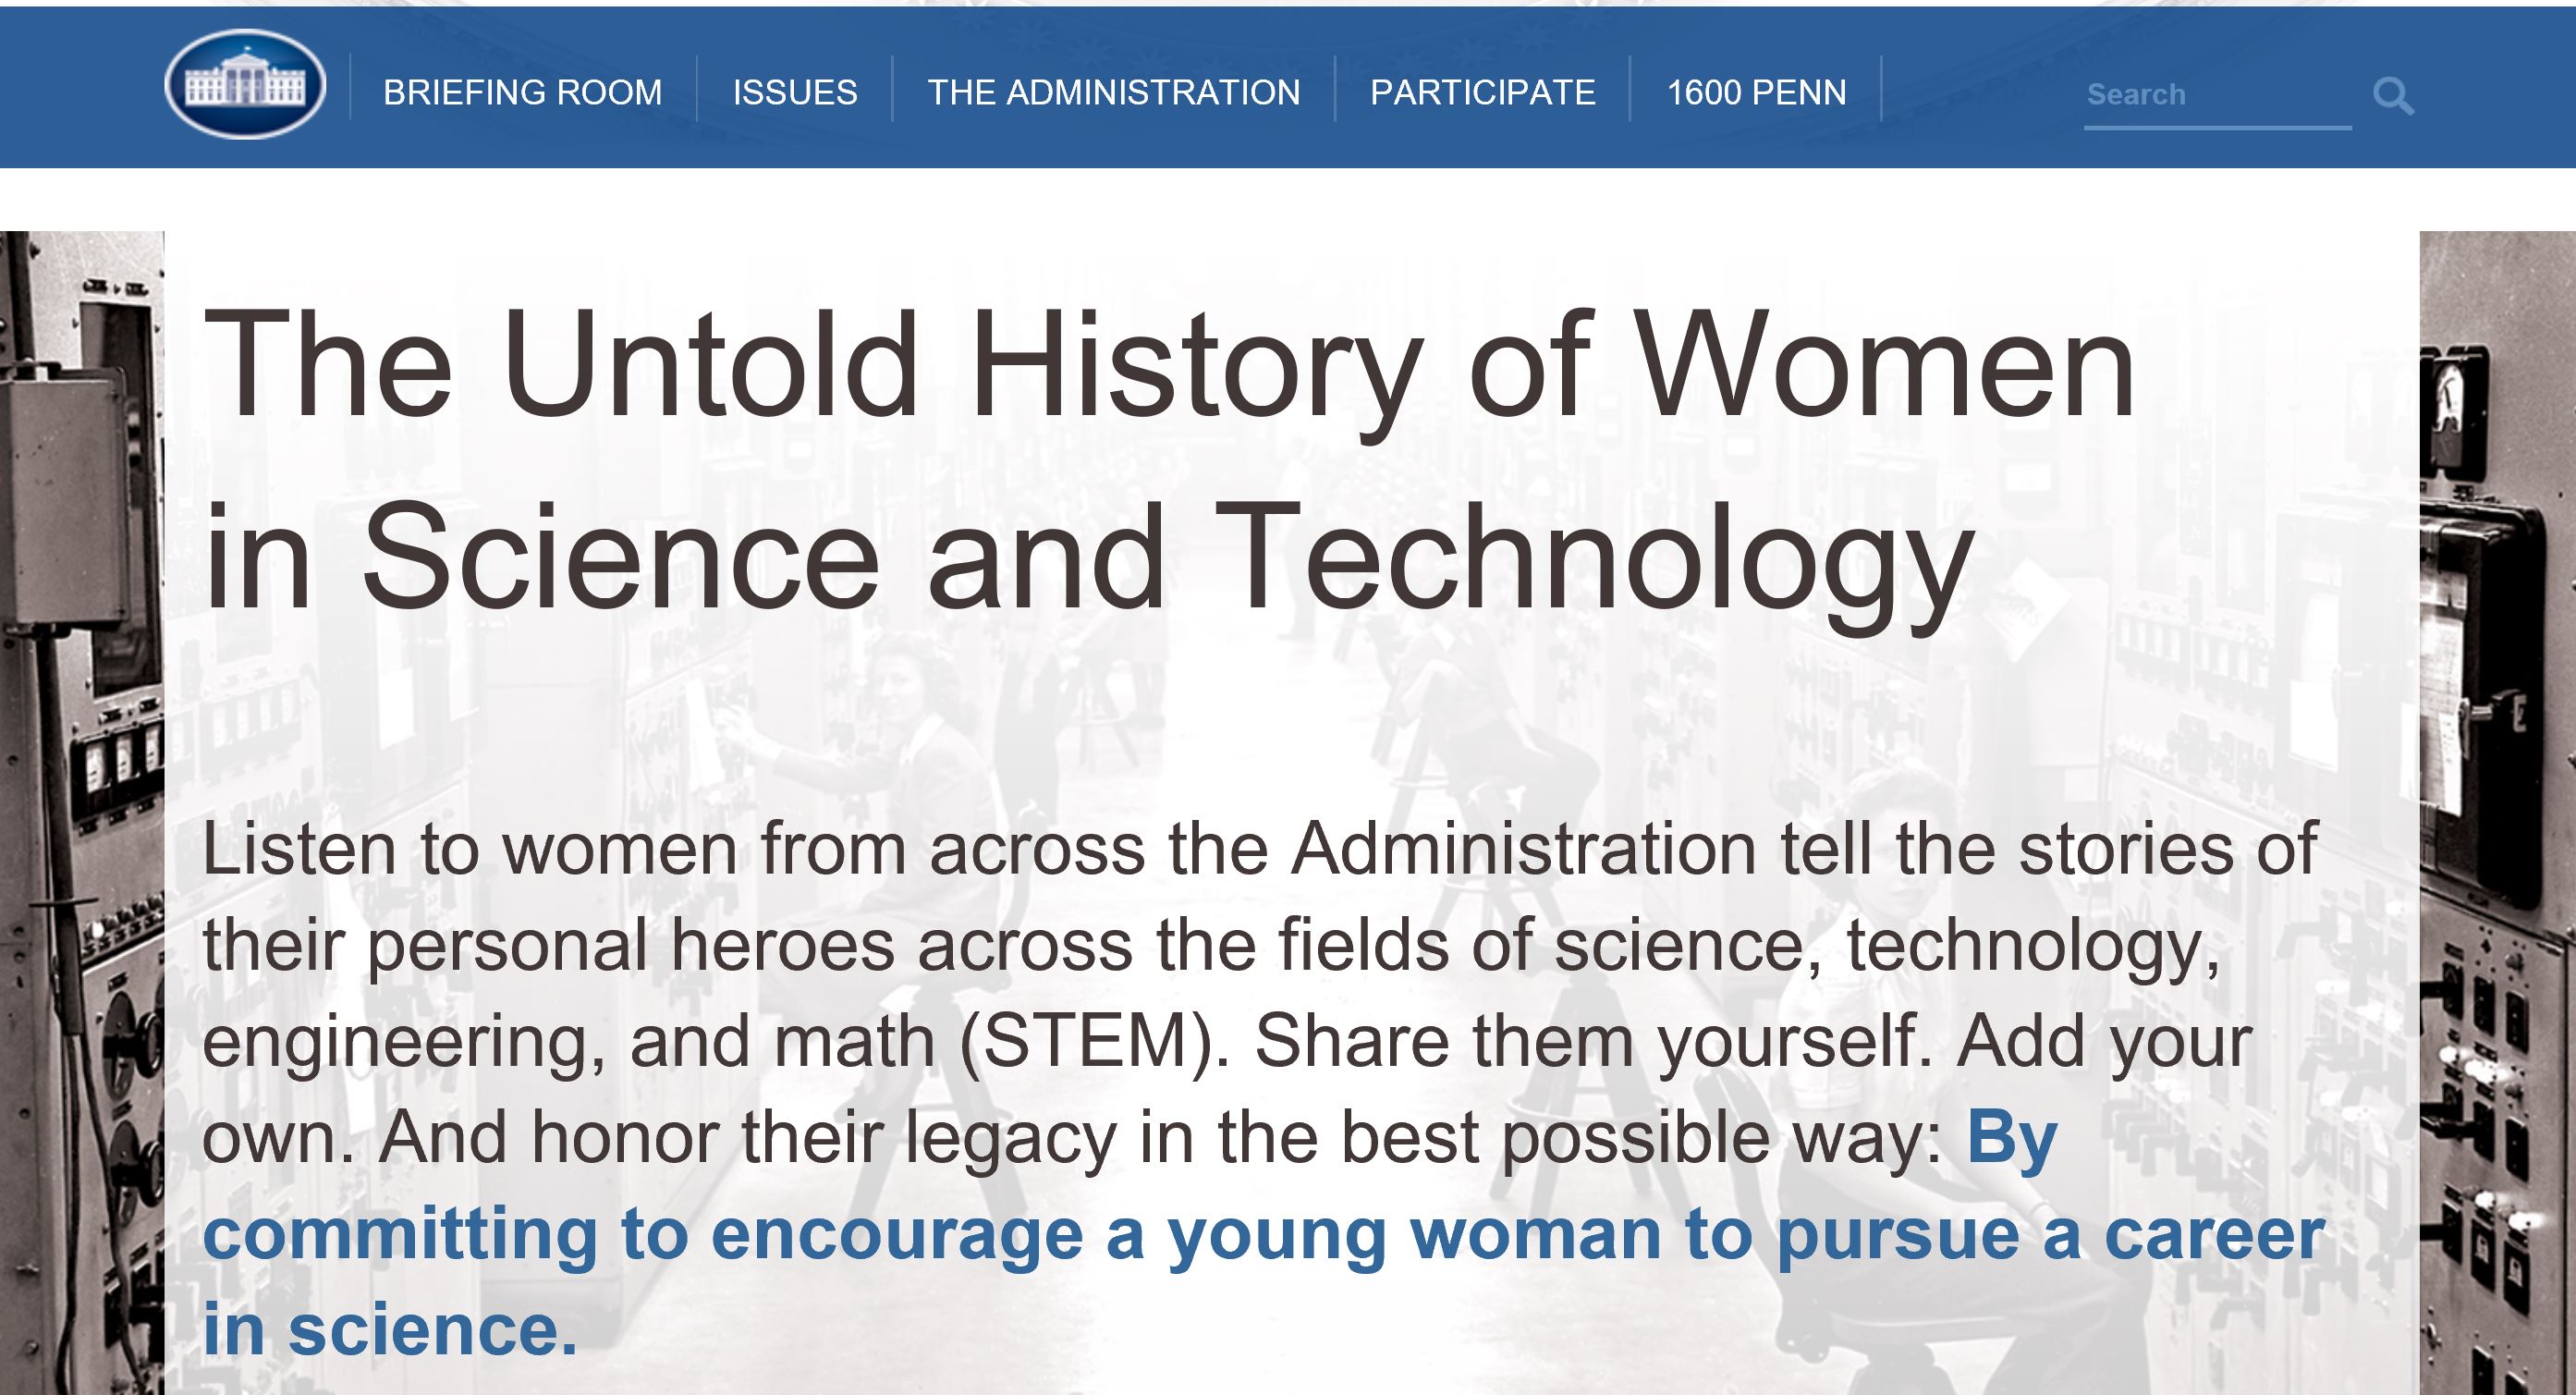 BRIEFING ROOM ISSUES THE ADMINISTRATION PARTICIPATE 1600 PENN Search
The Untold History of Women
in Science and Technology
Listen to women from across the Administration tell the stories of
their personal heroes across the fields of science, technology,
engineering, and math (STEM). Share them yourself. Add your
own. And honor their legacy in the best possible way: By
committing to encourage a young woman to pursue a career
in science.